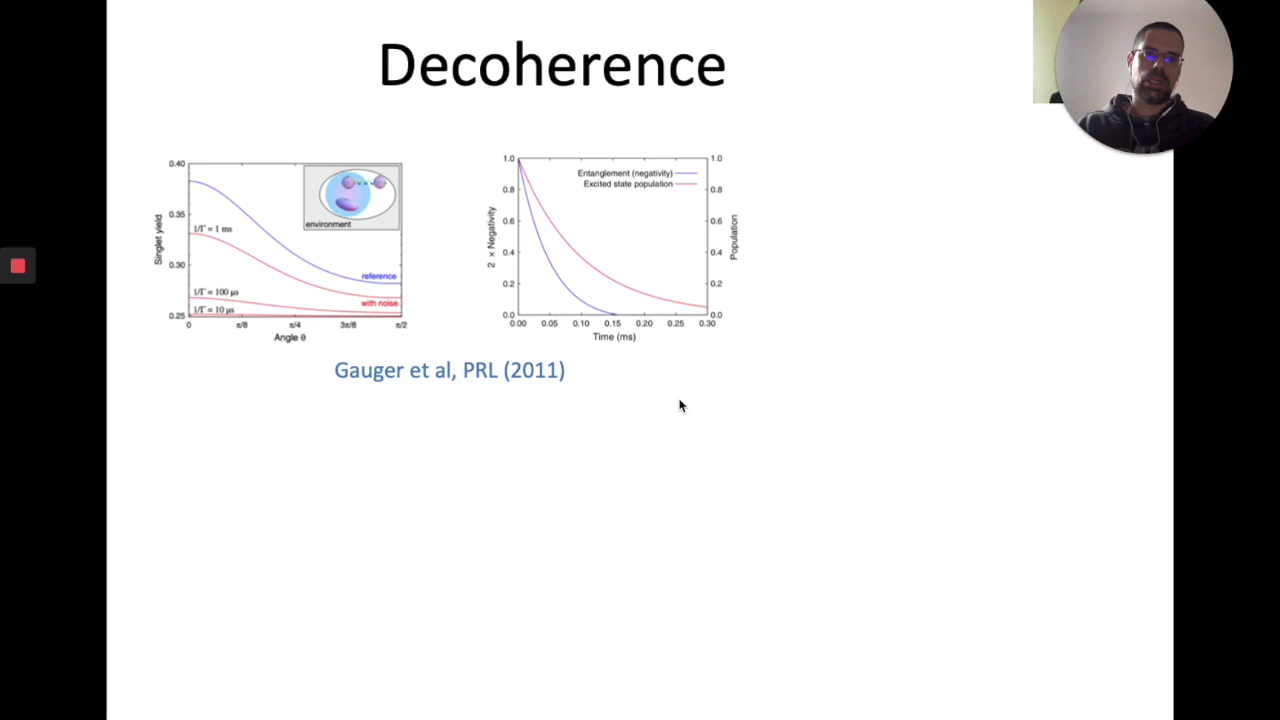 Decoherence
0.40
0.35
0.30
0.25
Singlet yield
1/Γ = 1 ms
1/Γ = 100 μs
1/Γ = 10 μs
environment
reference
with noise
0
π/8
π/4
3π/8
π/2
Angle θ
1.0
0.8
0.6
0.4
0.2
0.0
2 × Negativity
Entanglement (negativity)
Excited state population
1.0
0.8
0.6
0.4
0.2
0.0
Population
0.00
0.05
0.10
0.15
0.20
0.25
0.30
Time (ms)
Gauger et al, PRL (2011)